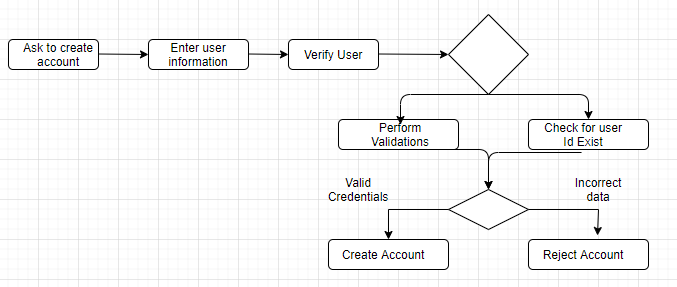 Ask to create
account
Enter user
information
Verify User
Perform
Validations
Check for user
Id Exist
Valid
Credentials
Incorrect
data
Create Account
Reject Account